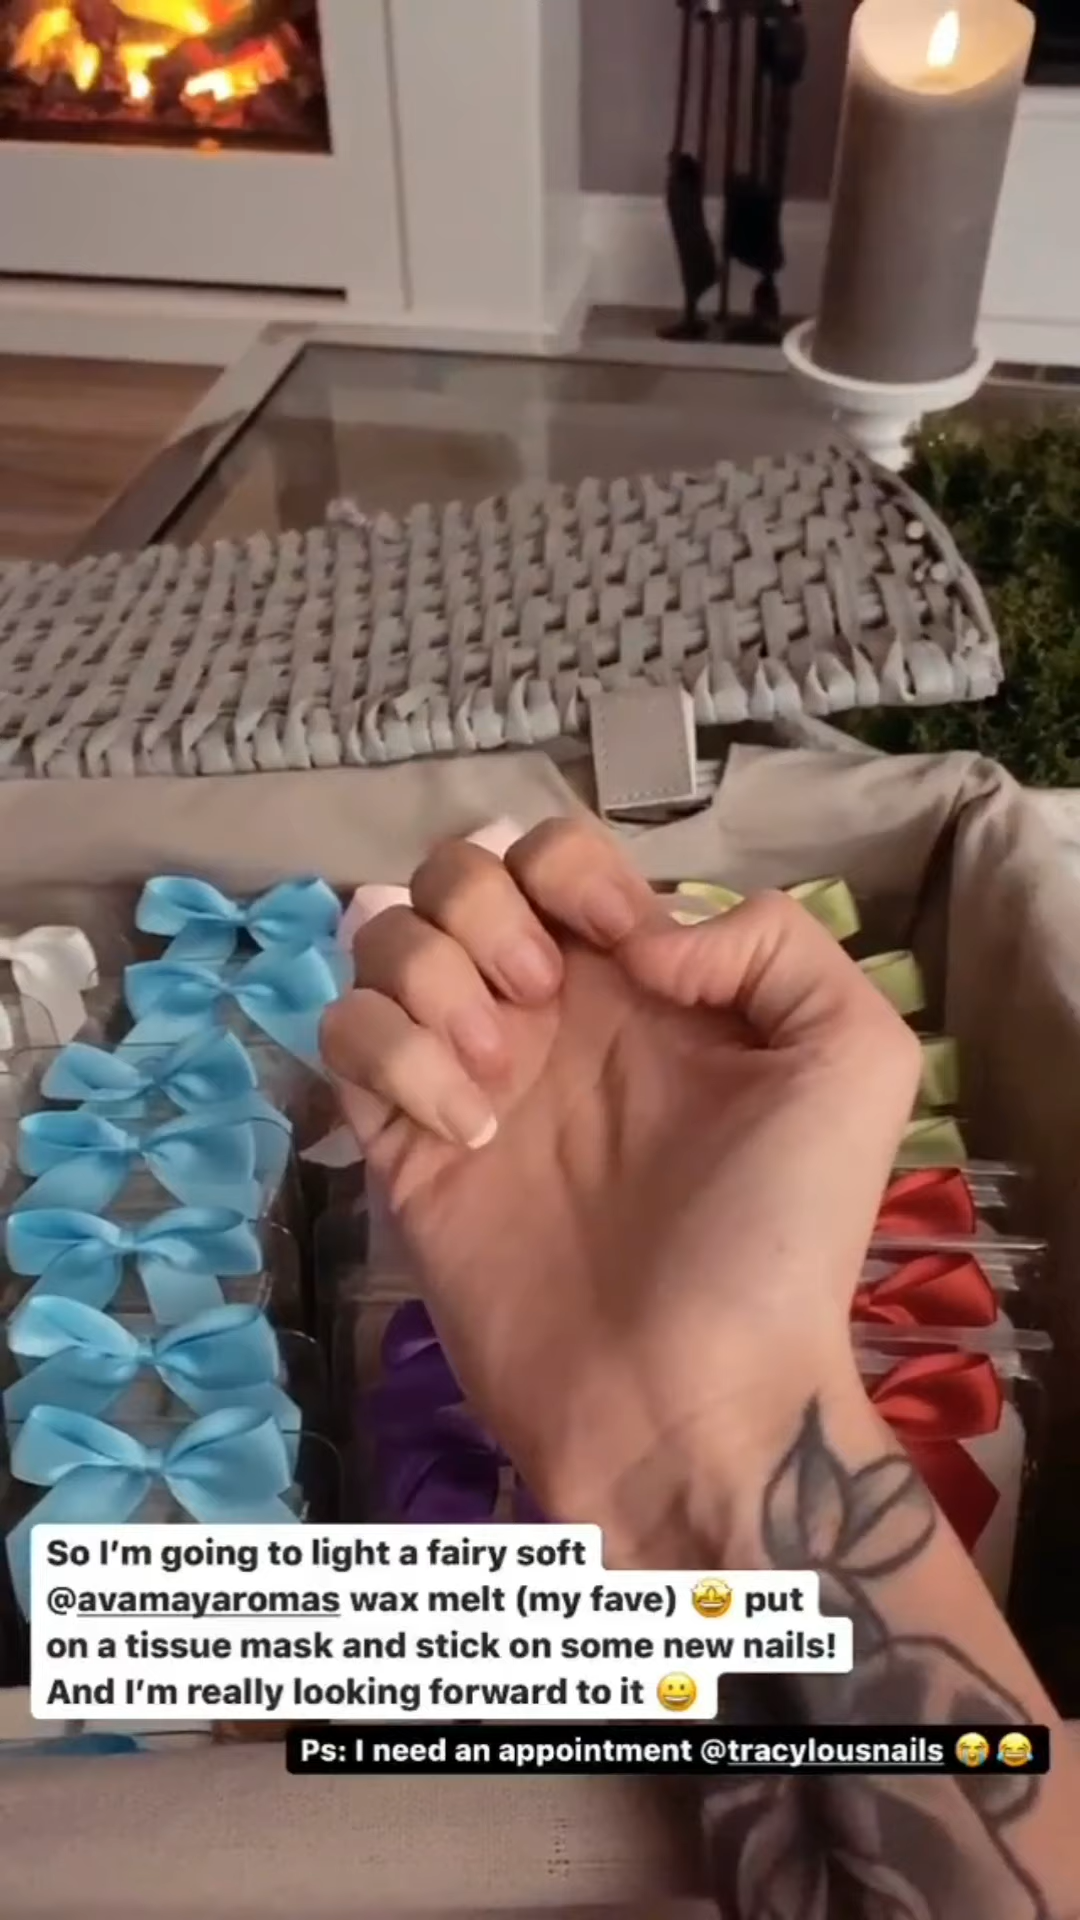 So I'm going to light a fairy soft
@avamayaromas wax melt (my fave) 🤩 put
on a tissue mask and stick on some new nails!
And I'm really looking forward to it 😀
Ps: I need an appointment @tracylousnails 😭😂